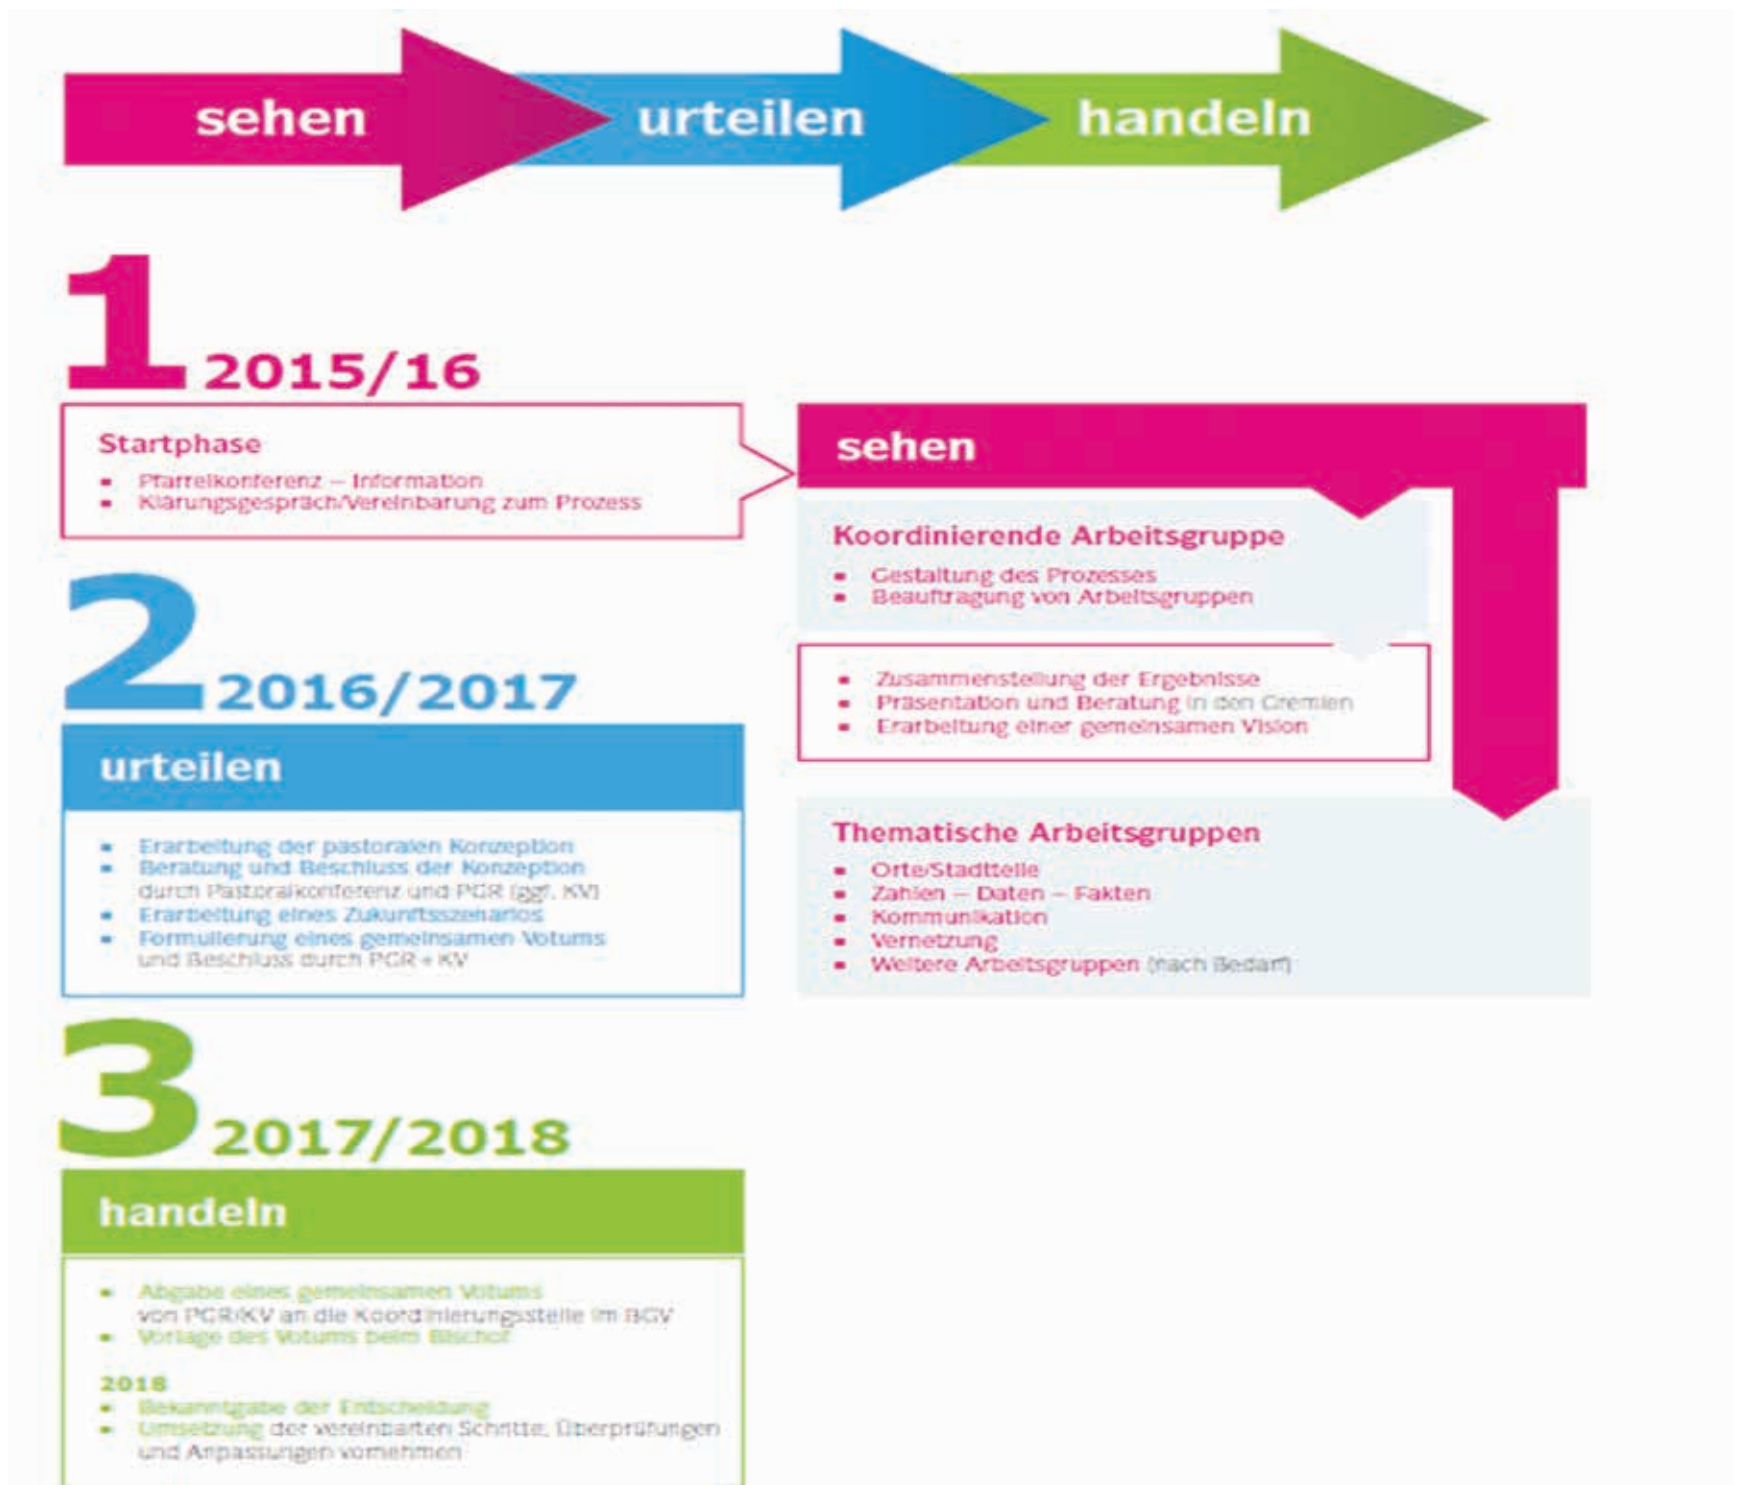 sehen
urteilen
handeln
1 2015/16
Startphase
▪ Pfarreikonferenz – Information
▪ Klärungsgespräch/Vereinbarung zum Prozess
sehen
Koordinierende Arbeitsgruppe
▪ Gestaltung des Prozesses
▪ Beauftragung von Arbeitsgruppen
▪ Zusammenstellung der Ergebnisse
▪ Präsentation und Beratung in den Gremien
▪ Erarbeitung einer gemeinsamen Vision
Thematische Arbeitsgruppen
▪ Orte/Stadtteile
▪ Zahlen – Daten – Fakten
▪ Kommunikation
▪ Vernetzung
▪ Weitere Arbeitsgruppen (nach Bedarf)
2 2016/2017
urteilen
▪ Erarbeitung der pastoralen Konzeption
▪ Beratung und Beschluss der Konzeption
durch Pastoralkonferenz und PGR (ggf. KV)
▪ Erarbeitung eines Zukunftsszenarios
▪ Formulierung eines gemeinsamen Votums
und Beschluss durch PGR + KV
3 2017/2018
handeln
▪ Abgabe eines gemeinsamen Votums
von PGR/KV an die Koordinierungsstelle im BGV
▪ Vorlage des Votums beim Bischof
2018
▪ Bekanntgabe der Entscheidung
▪ Umsetzung der vereinbarten Schritte, Überprüfungen
und Anpassungen vornehmen